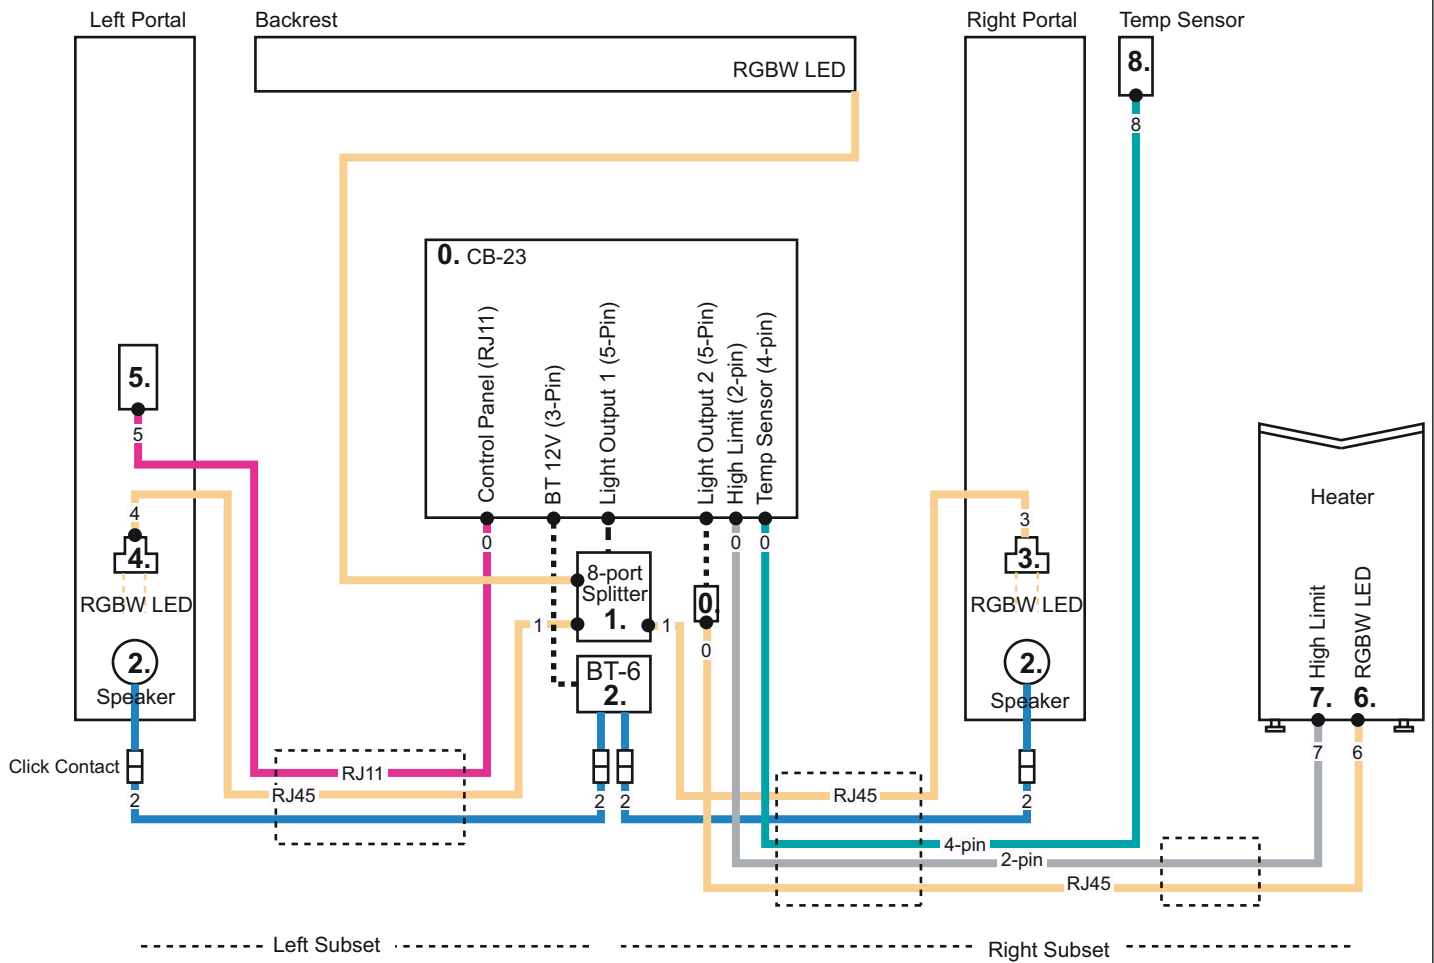 Left Portal
Backrest
Right Portal
Temp Sensor
RGBW LED
8.
8
0. CB-23
Control Panel (RJ11)
BT 12V (3-Pin)
Light Output 1 (5-Pin)
Light Output 2 (5-Pin)
High Limit (2-pin)
Temp Sensor (4-pin)
5.
5
4
4.
RGBW LED
2.
Speaker
0
0
0
8-port
Splitter
1.
1
1
0.
0
BT-6
2.
3
3.
RGBW LED
2.
Speaker
Heater
High Limit
RGBW LED
7.
6.
7
6
Click Contact
2
2
2
2
RJ11
RJ45
RJ45
4-pin
2-pin
RJ45
Left Subset
Right Subset